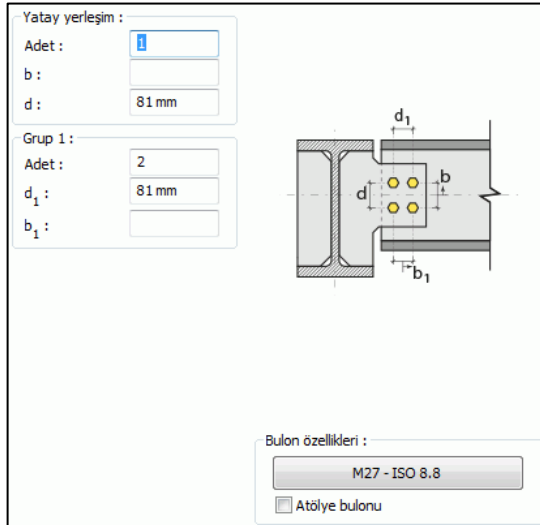 Yatay yerleşim :
Adet : 1
b :
d : 81 mm
Grup 1 :
Adet : 2
d1 : 81 mm
b1 :
d1
d
b
b1
Bulon özellikleri :
M27 - ISO 8.8
Atölye bulonu